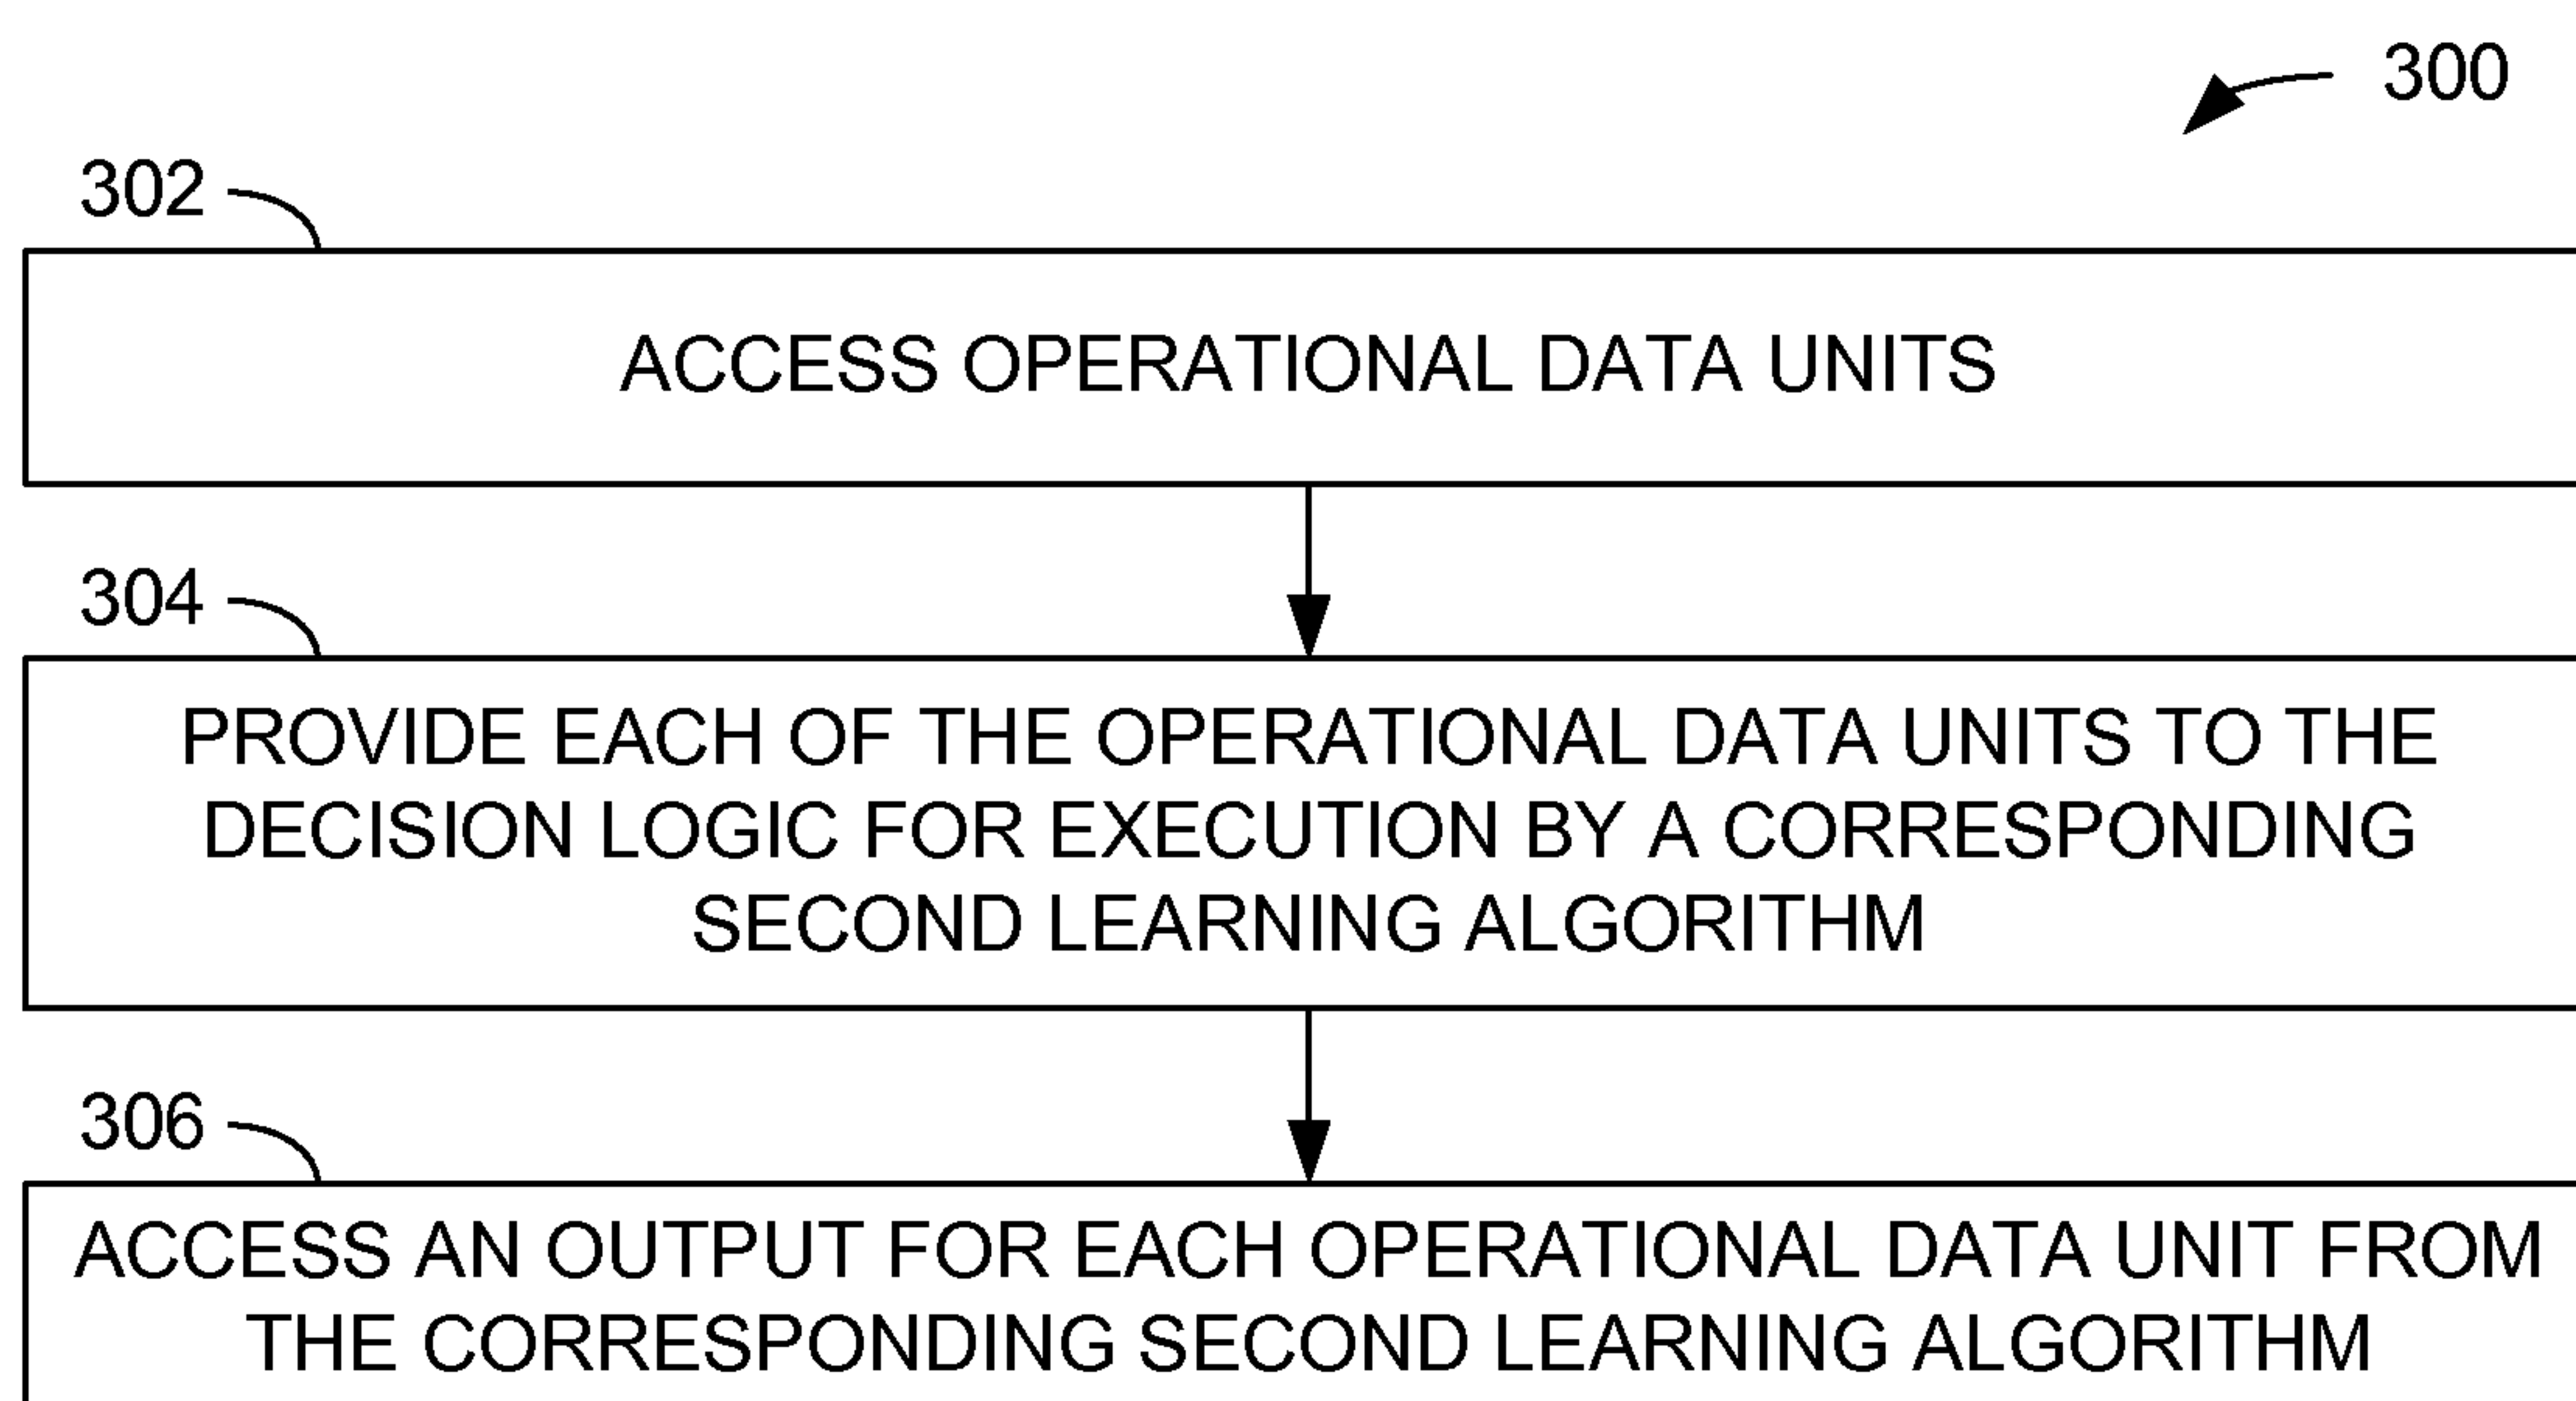 300
302
ACCESS OPERATIONAL DATA UNITS
304
PROVIDE EACH OF THE OPERATIONAL DATA UNITS TO THE
DECISION LOGIC FOR EXECUTION BY A CORRESPONDING
SECOND LEARNING ALGORITHM
306
ACCESS AN OUTPUT FOR EACH OPERATIONAL DATA UNIT FROM
THE CORRESPONDING SECOND LEARNING ALGORITHM